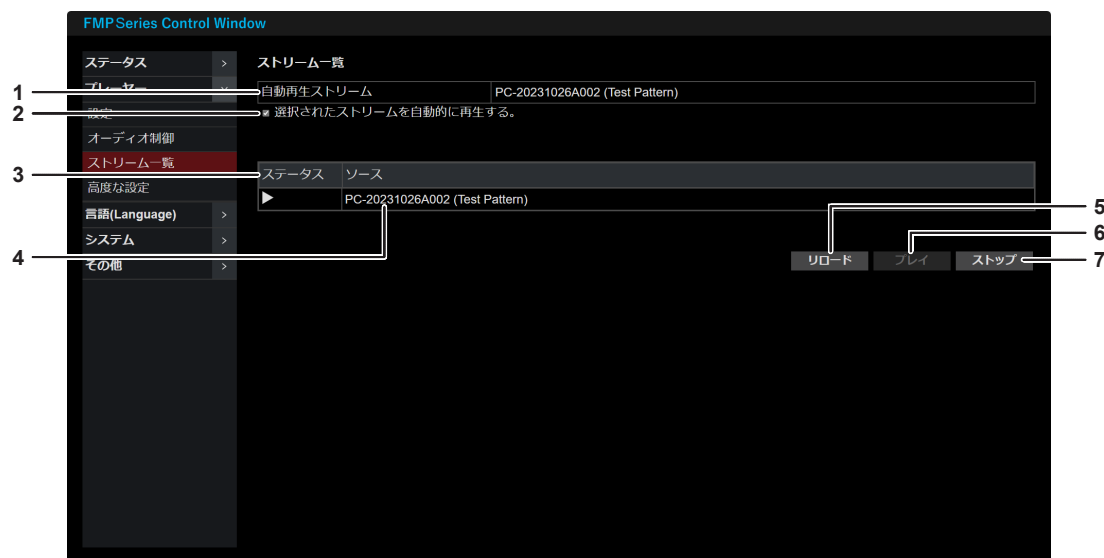 FMPSeries Control Window
ステータス
ストリーム一覧
1
プレーヤー
自動再生ストリーム
PC-20231026A002 (Test Pattern)
2
設定
選択されたストリームを自動的に再生する。
オーディオ制御
ストリーム一覧
3
ステータス ソース
高度な設定
PC-20231026A002 (Test Pattern)
5
言語(Language)
6
システム
4
その他
リロード プレイ ストップ
7